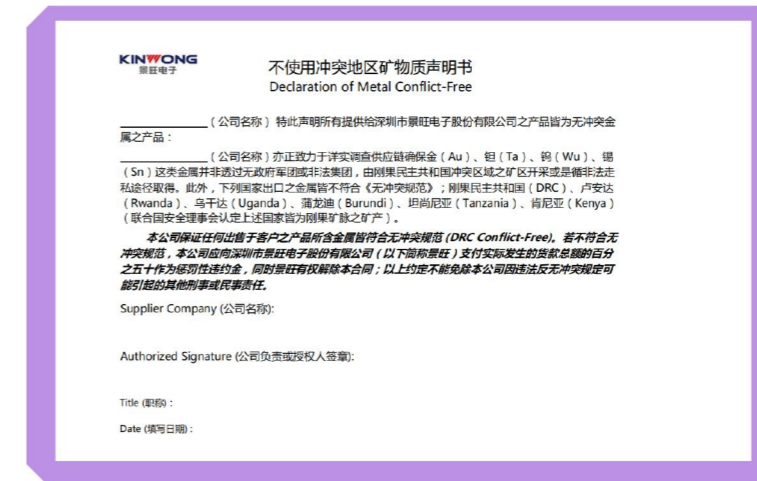 KINWONG
景旺电子
不使用冲突地区矿物质声明书
Declaration of Metal Conflict-Free
____________（公司名称）特此声明所有提供给深圳市景旺电子股份有限公司之产品皆为无冲突金
属之产品：
____________（公司名称）亦正致力于详实调查供应链确保金（Au）、钽（Ta）、钨（Wu）、锡
（Sn）这类金属并非透过无政府军团或非法集团，由刚果民主共和国冲突区域之矿区开采或是循非法走
私途径取得。此外，下列国家出口之金属皆不符合《无冲突规范》；刚果民主共和国（DRC）、卢安达
（Rwanda）、乌干达（Uganda）、蒲龙迪（Burundi）、坦尚尼亚（Tanzania）、肯尼亚（Kenya）
（联合国安全理事会认定上述国家皆为刚果矿脉之矿产）。
本公司保证任何出售于客户之产品所含金属皆符合无冲突规范 (DRC Conflict-Free)。若不符合无
冲突规范，本公司应向深圳市景旺电子股份有限公司（以下简称景旺）支付实际发生的货款总额的百分
之五十作为惩罚性违约金，同时景旺有权解除本合同；以上约定不能免除本公司因违法反无冲突规定可
能引起的其他刑事或民事责任。
Supplier Company (公司名称):
Authorized Signature (公司负责或授权人签章):
Title (职称)：
Date (填写日期)：